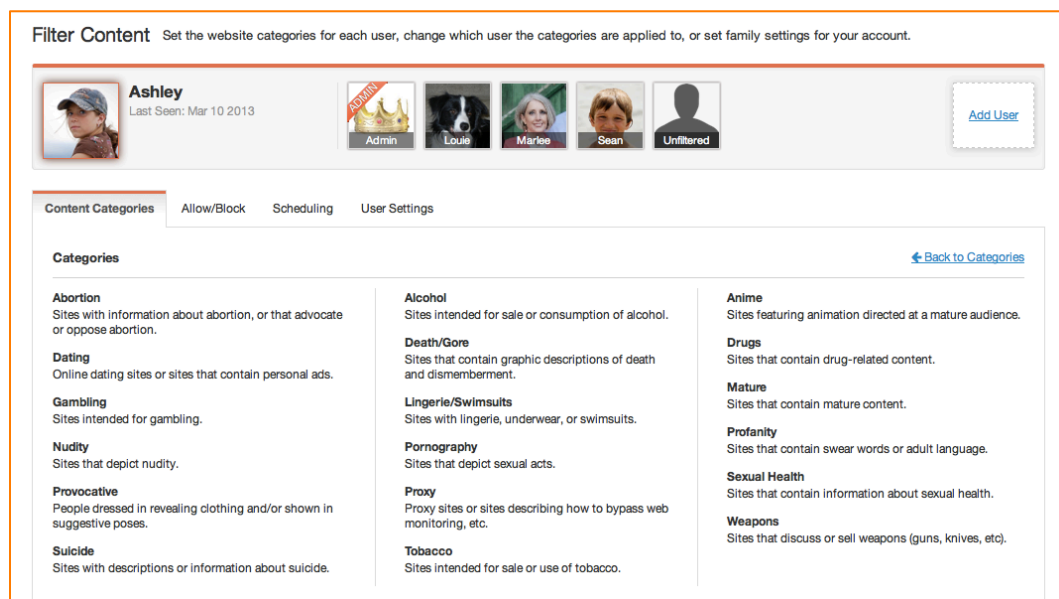 Filter Content Set the website categories for each user, change which user the categories are applied to, or set family settings for your account.
Ashley
Last Seen: Mar 10 2013
ADMIN
Admin
Louie
Marlee
Sean
Unfiltered
Add User
Content Categories
Allow/Block
Scheduling
User Settings
Categories
Back to Categories
Abortion
Sites with information about abortion, or that advocate
or oppose abortion.
Dating
Online dating sites or sites that contain personal ads.
Gambling
Sites intended for gambling.
Nudity
Sites that depict nudity.
Provocative
People dressed in revealing clothing and/or shown in
suggestive poses.
Suicide
Sites with descriptions or information about suicide.
Alcohol
Sites intended for sale or consumption of alcohol.
Death/Gore
Sites that contain graphic descriptions of death
and dismemberment.
Lingerie/Swimsuits
Sites with lingerie, underwear, or swimsuits.
Pornography
Sites that depict sexual acts.
Proxy
Proxy sites or sites describing how to bypass web
monitoring, etc.
Tobacco
Sites intended for sale or use of tobacco.
Anime
Sites featuring animation directed at a mature audience.
Drugs
Sites that contain drug-related content.
Mature
Sites that contain mature content.
Profanity
Sites that contain swear words or adult language.
Sexual Health
Sites that contain information about sexual health.
Weapons
Sites that discuss or sell weapons (guns, knives, etc).